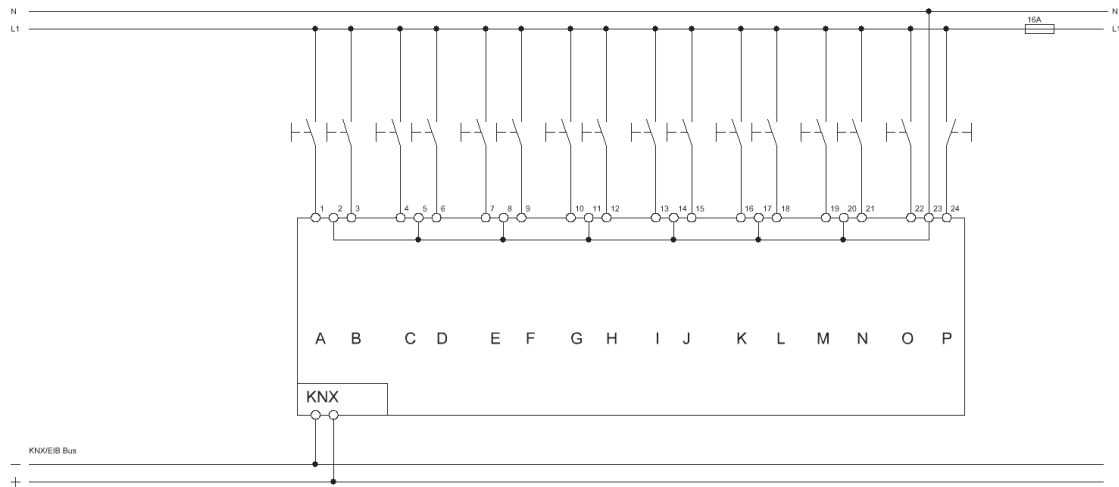 N N
L1 16A L1
1 2 3 4 5 6 7 8 9 10 11 12 13 14 15 16 17 18 19 20 21 22 23 24
A B C D E F G H I J K L M N O P
KNX
KNX/EIB Bus
−
+